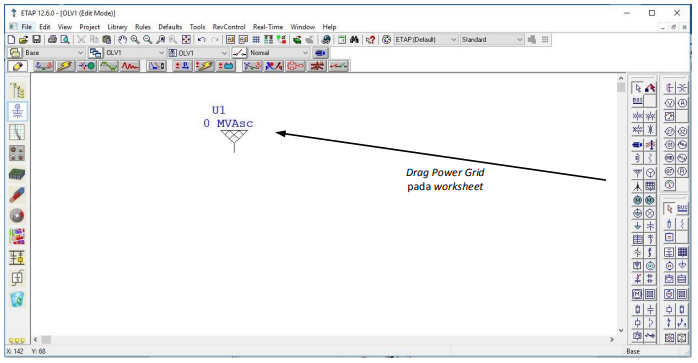 ETAP 12.6.0 - [OLV1 (Edit Mode)]
File Edit View Project Library Rules Defaults Tools RevControl Real-Time Window Help
ETAP (Default) Standard
Base OLV1 OLV1 Normal
U1
0 MVAsc
Drag Power Grid
pada worksheet
BUS
BUS
X: 142 Y: 68 Base